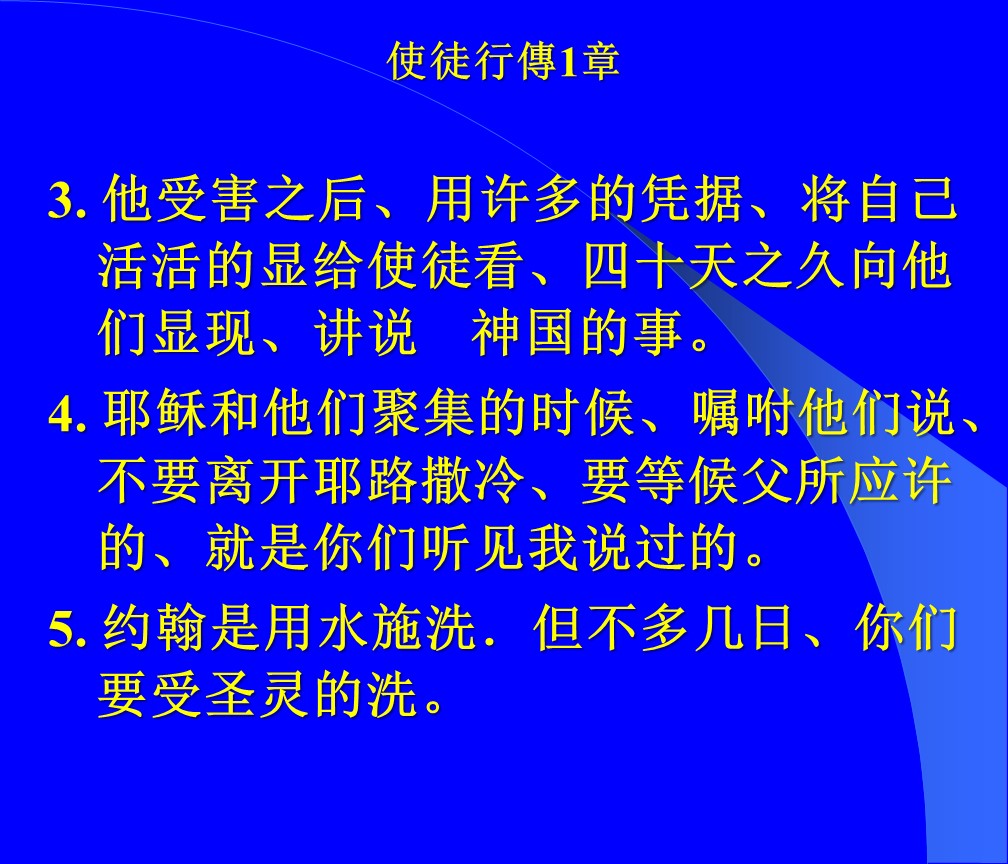 使徒行傳1章
3. 他受害之后、用许多的凭据、将自己
活活的显给使徒看、四十天之久向他
们显现、讲说　神国的事。
4. 耶稣和他们聚集的时候、嘱咐他们说、
不要离开耶路撒冷、要等候父所应许
的、就是你们听见我说过的。
5. 约翰是用水施洗．但不多几日、你们
要受圣灵的洗。